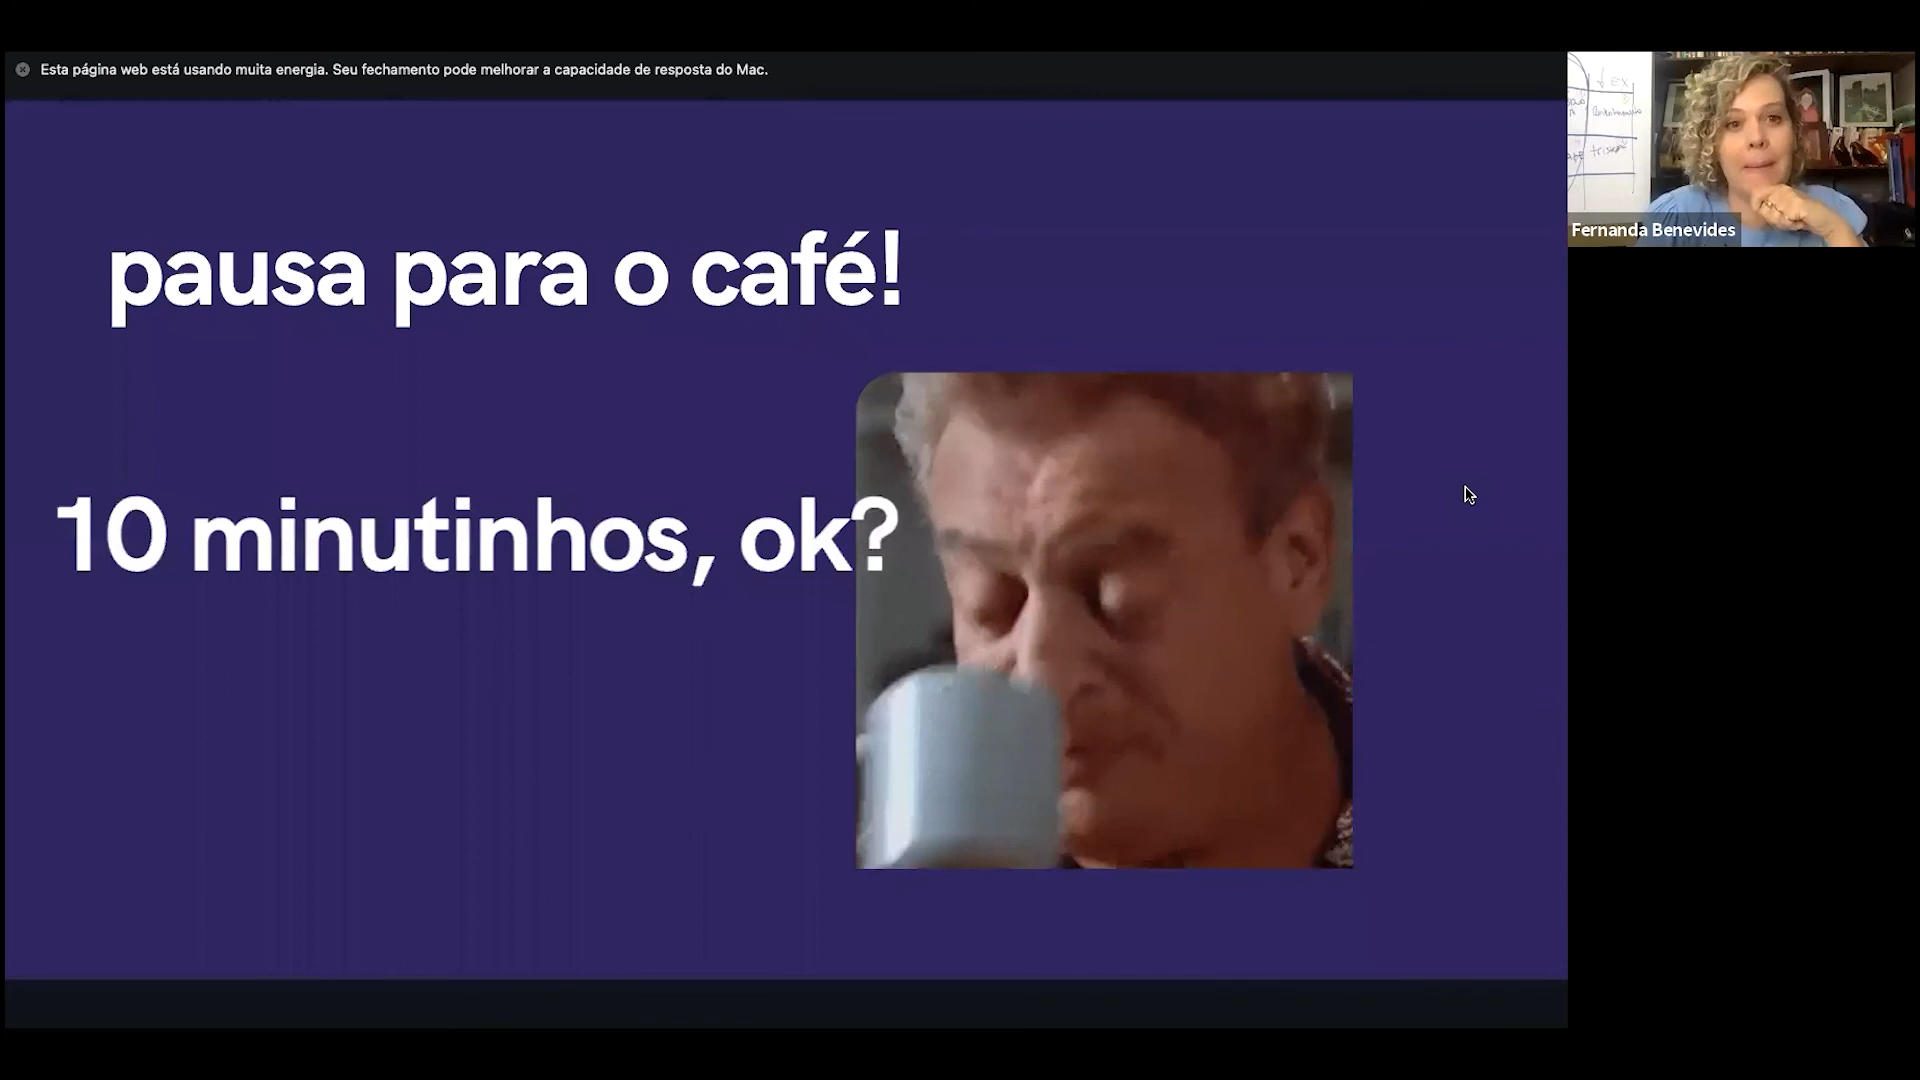 Esta página web está usando muita energia. Seu fechamento pode melhorar a capacidade de resposta do Mac.
pausa para o café!
10 minutinhos, ok?
Fernanda Benevides